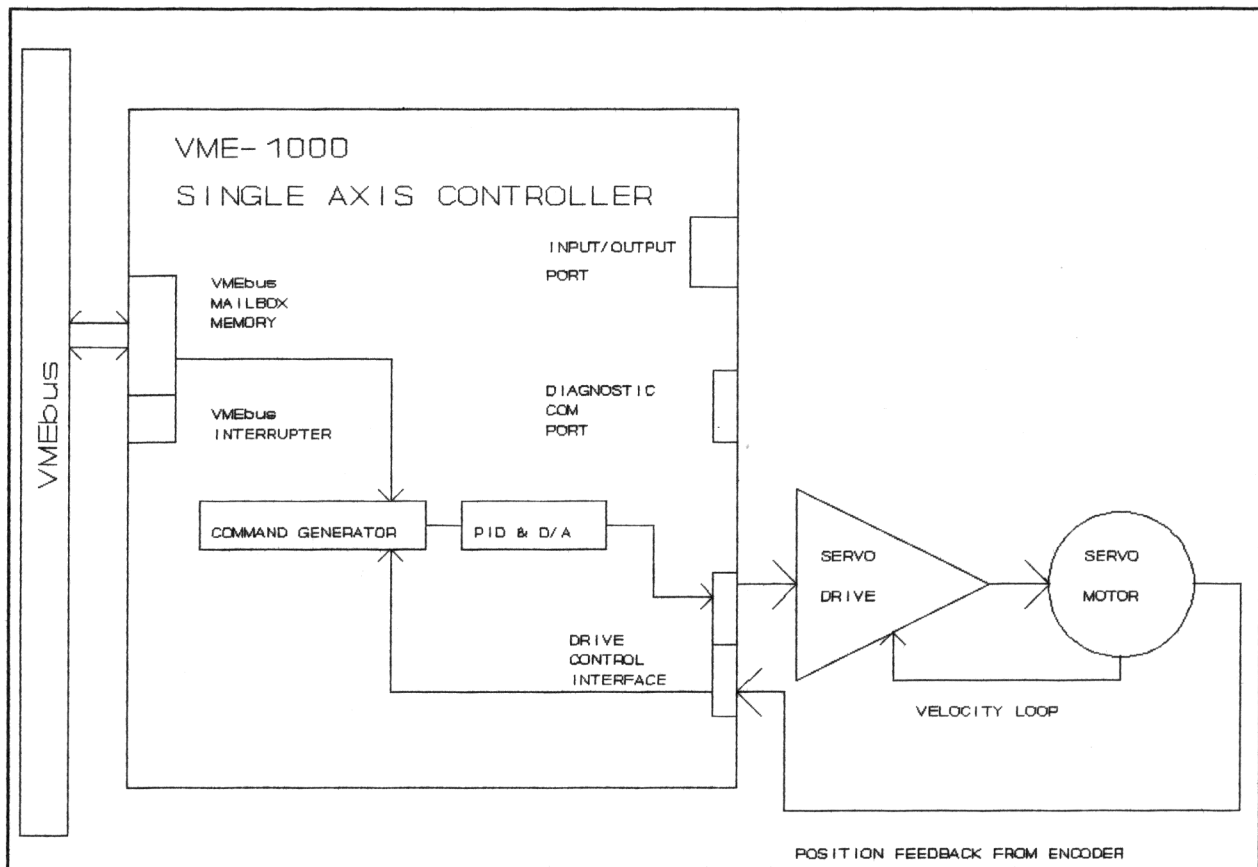 VME-1000
SINGLE AXIS CONTROLLER
INPUT/OUTPUT
PORT
VMEbus
MAILBOX
MEMORY
DIAGNOSTIC
COM
PORT
VMEbus
INTERRUPTER
VMEbus
COMMAND GENERATOR
PID & D/A
SERVO
DRIVE
SERVO
MOTOR
DRIVE
CONTROL
INTERFACE
VELOCITY LOOP
POSITION FEEDBACK FROM ENCODER